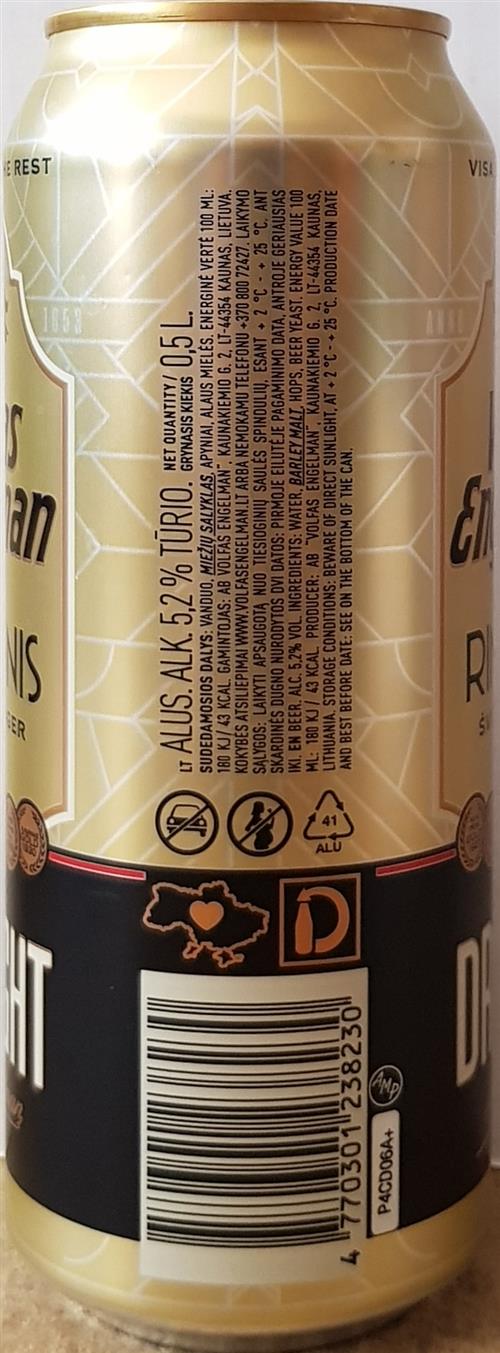 E REST
VISA
1653
ANNO
es
man
En
NIS
RI
GER
LT ALUS. ALK. 5,2% TŪRIO. NET QUANTITY / GRYNASIS KIEKIS 0,5 L.
SUDEDAMOSIOS DALYS: VANDUO, MIEŽIŲ SALYKLAS, APYNIAI, ALAUS MIELĖS. ENERGINĖ VERTĖ 100 ML:
180 KJ / 43 KCAL. GAMINTOJAS: AB "VOLFAS ENGELMAN", KAUNAKIEMIO G. 2, LT-44354 KAUNAS, LIETUVA.
KOKYBĖS ATSILIEPIMAI WWW.VOLFASENGELMAN.LT ARBA NEMOKAMU TELEFONU +370 800 72427. LAIKYMO
SĄLYGOS: LAIKYTI APSAUGOTĄ NUO TIESIOGINIŲ SAULĖS SPINDULIŲ, ESANT + 2 °C - + 25 °C. ANT
SKARDINĖS DUGNO NURODYTOS DVI DATOS: PIRMOJE EILUTĖJE PAGAMINIMO DATA, ANTROJE GERIAUSIAS
IKI. EN BEER. ALC. 5.2% VOL. INGREDIENTS: WATER, BARLEY MALT, HOPS, BEER YEAST. ENERGY VALUE 100
ML: 180 KJ / 43 KCAL. PRODUCER: AB "VOLFAS ENGELMAN", KAUNAKIEMIO G. 2, LT-44354 KAUNAS,
LITHUANIA. STORAGE CONDITIONS: BEWARE OF DIRECT SUNLIGHT, AT + 2 °C - + 25 °C. PRODUCTION DATE
AND BEST BEFORE DATE: SEE ON THE BOTTOM OF THE CAN.
41
ALU
D
GHT
DR
4 770301 238230
AMP
P4CD06A+